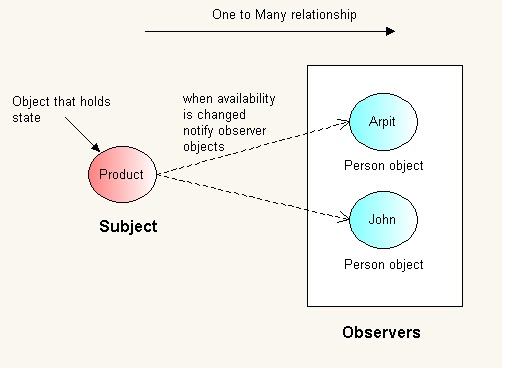 One to Many relationship
Object that holds
state
when availability
is changed
notify observer
objects
Arpit
Person object
Product
John
Subject
Person object
Observers